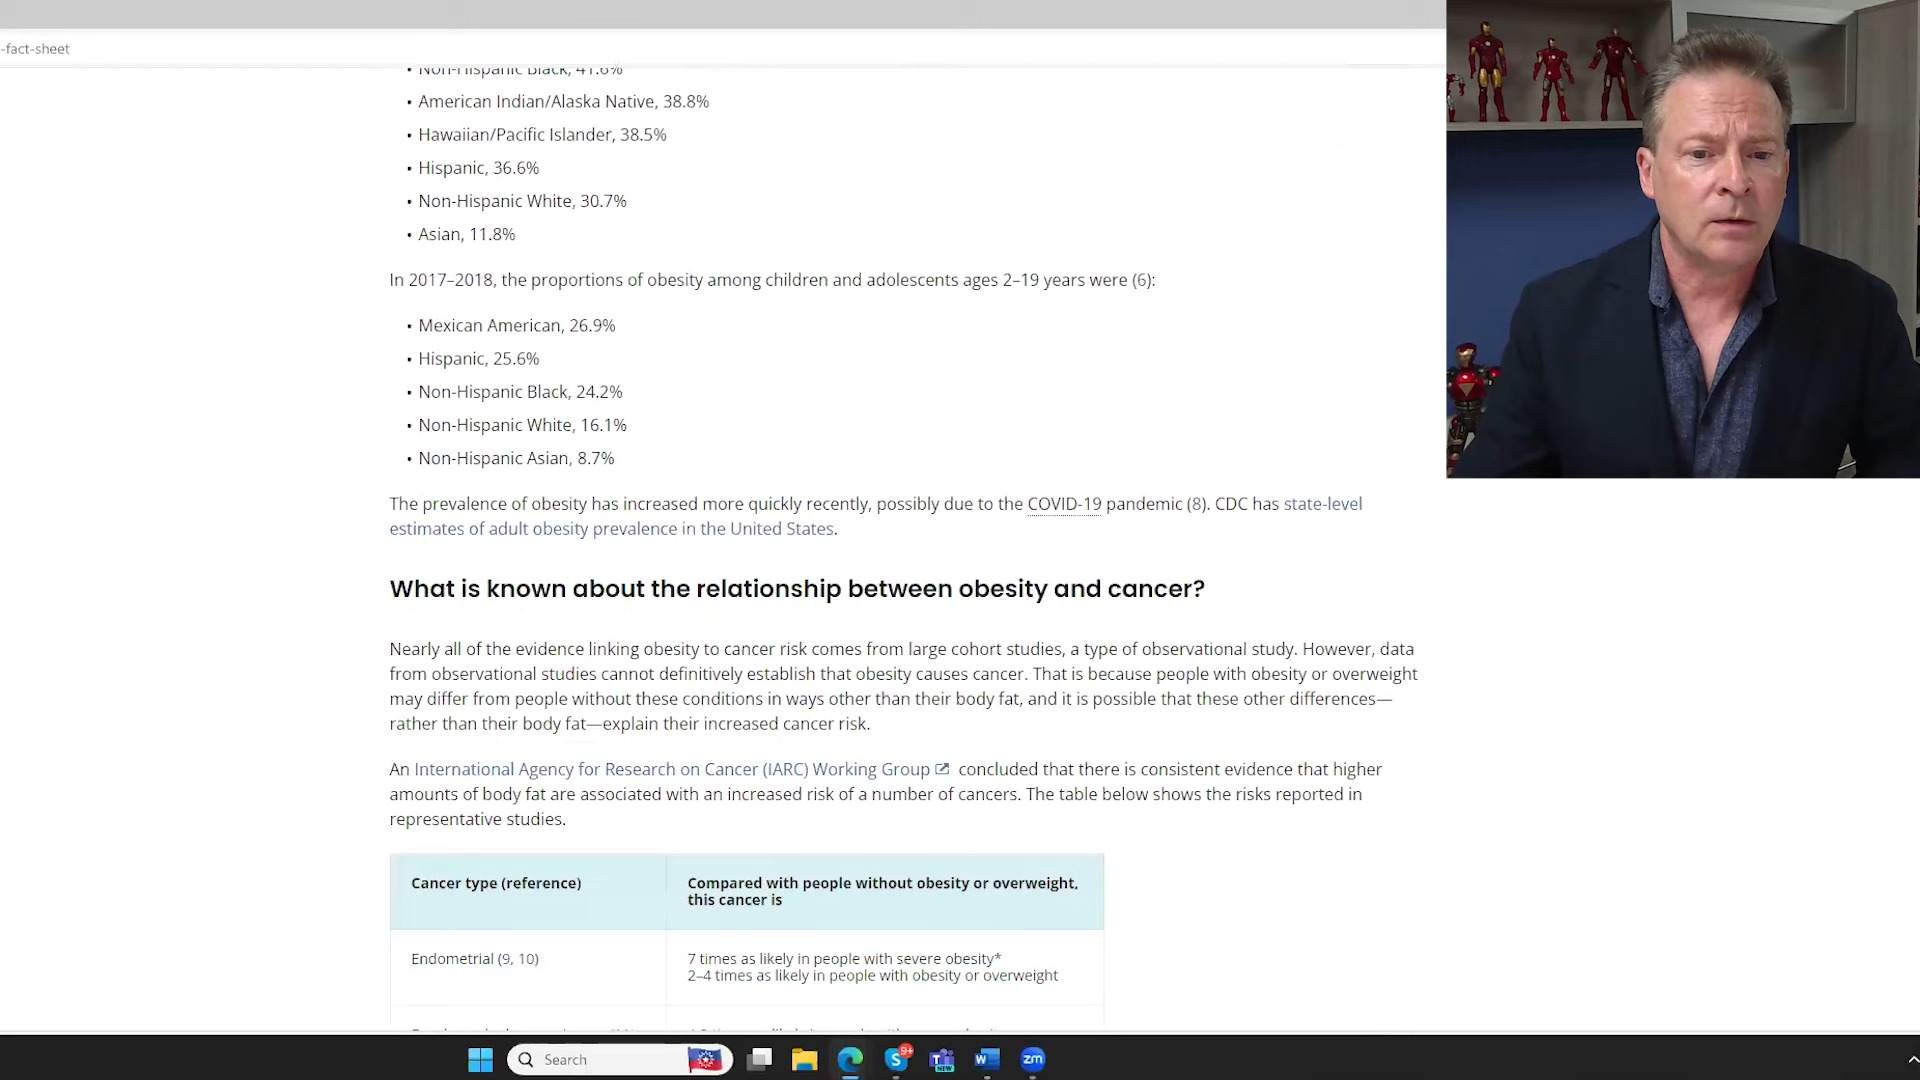 -fact-sheet
• Non-Hispanic Black, 41.6%
• American Indian/Alaska Native, 38.8%
• Hawaiian/Pacific Islander, 38.5%
• Hispanic, 36.6%
• Non-Hispanic White, 30.7%
• Asian, 11.8%
In 2017–2018, the proportions of obesity among children and adolescents ages 2–19 years were (6):
• Mexican American, 26.9%
• Hispanic, 25.6%
• Non-Hispanic Black, 24.2%
• Non-Hispanic White, 16.1%
• Non-Hispanic Asian, 8.7%
The prevalence of obesity has increased more quickly recently, possibly due to the COVID-19 pandemic (8). CDC has state-level
estimates of adult obesity prevalence in the United States.
What is known about the relationship between obesity and cancer?
Nearly all of the evidence linking obesity to cancer risk comes from large cohort studies, a type of observational study. However, data
from observational studies cannot definitively establish that obesity causes cancer. That is because people with obesity or overweight
may differ from people without these conditions in ways other than their body fat, and it is possible that these other differences—
rather than their body fat—explain their increased cancer risk.
An International Agency for Research on Cancer (IARC) Working Group concluded that there is consistent evidence that higher
amounts of body fat are associated with an increased risk of a number of cancers. The table below shows the risks reported in
representative studies.
Cancer type (reference)
Compared with people without obesity or overweight,
this cancer is
Endometrial (9, 10)
7 times as likely in people with severe obesity*
2–4 times as likely in people with obesity or overweight
Search
S 9+
T NEW
W
zm